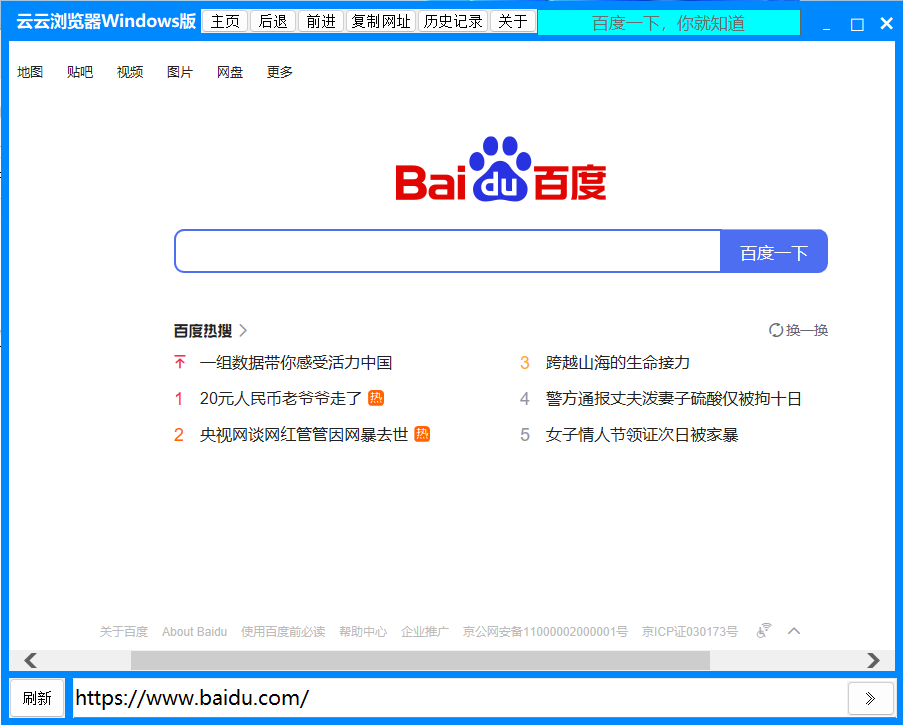 云云浏览器Windows版 主页 后退 前进 复制网址 历史记录 关于 百度一下，你就知道
地图 贴吧 视频 图片 网盘 更多
Bai du 百度
百度一下
百度热搜 换一换
一组数据带你感受活力中国 3 跨越山海的生命接力
1 20元人民币老爷爷走了 热 4 警方通报丈夫泼妻子硫酸仅被拘十日
2 央视网谈网红管管因网暴去世 热 5 女子情人节领证次日被家暴
关于百度 About Baidu 使用百度前必读 帮助中心 企业推广 京公网安备11000002000001号 京ICP证030173号
刷新 https://www.baidu.com/